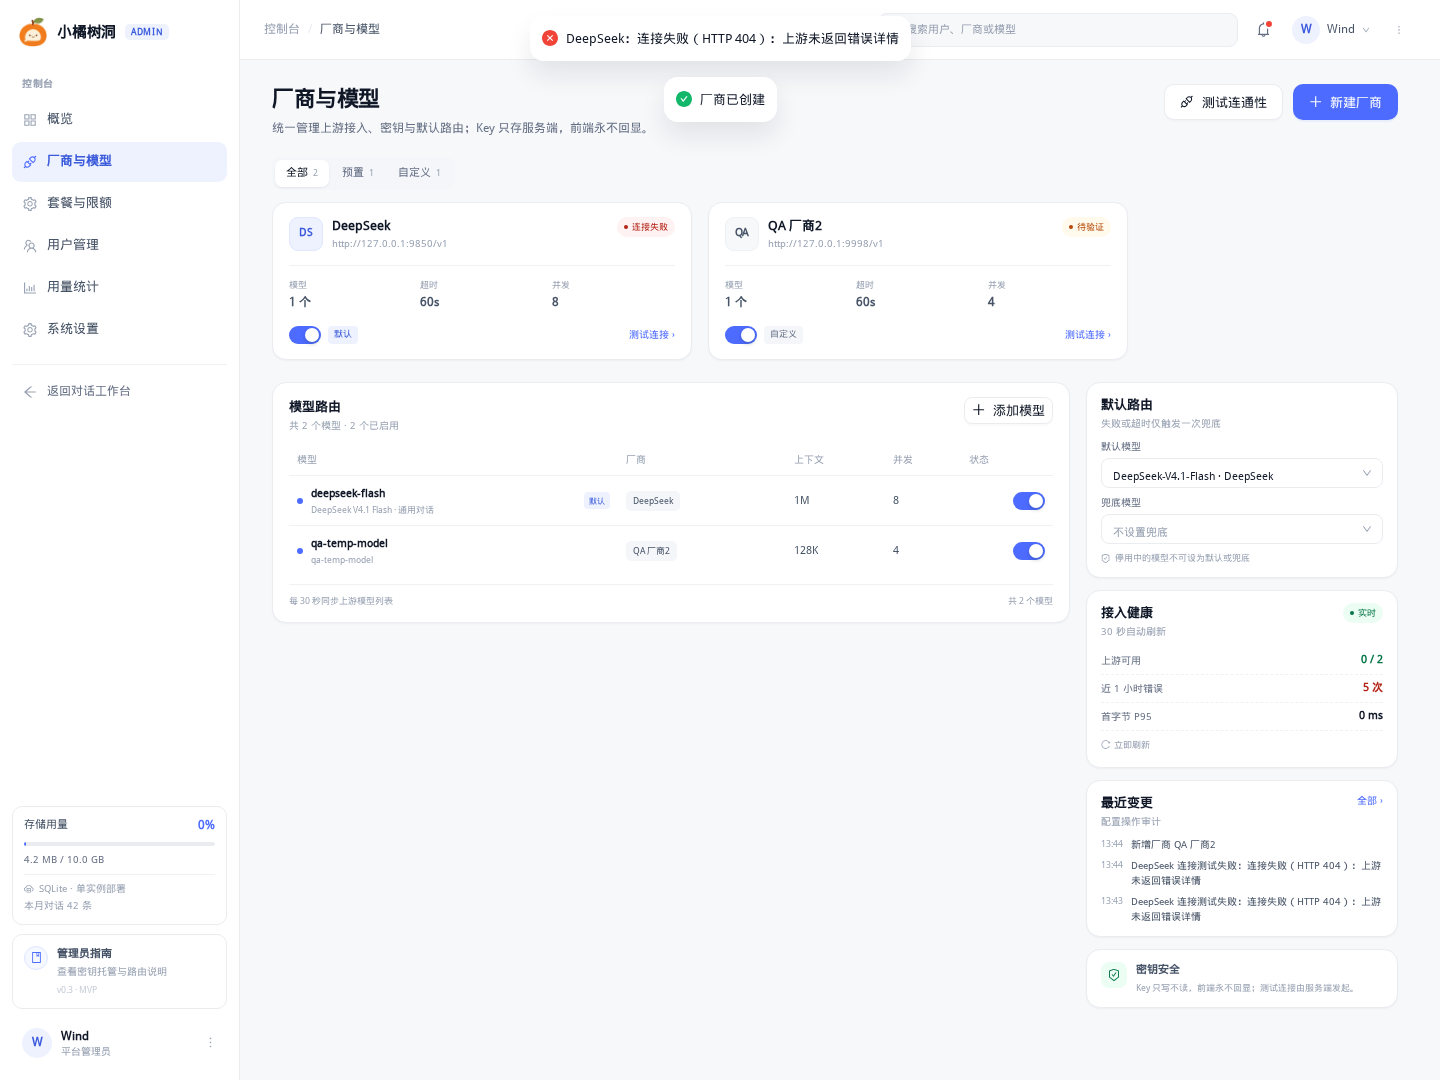 小橘树洞 ADMIN
控制台
概览
厂商与模型
套餐与限额
用户管理
用量统计
系统设置
返回对话工作台
存储用量 0%
4.2 MB / 10.0 GB
SQLite · 单实例部署
本月对话 42 条
管理员指南
查看密钥托管与路由说明
v0.3 · MVP
W Wind
平台管理员
控制台 / 厂商与模型
DeepSeek：连接失败（HTTP 404）：上游未返回错误详情
搜索用户、厂商或模型
W Wind
厂商已创建
厂商与模型
统一管理上游接入、密钥与默认路由；Key 只存服务端，前端永不回显。
测试连通性
新建厂商
全部 2 预置 1 自定义 1
DS DeepSeek 连接失败
http://127.0.0.1:9850/v1
模型 超时 并发
1 个 60s 8
默认 测试连接 ›
QA QA 厂商2 待验证
http://127.0.0.1:9998/v1
模型 超时 并发
1 个 60s 4
自定义 测试连接 ›
模型路由
共 2 个模型 · 2 个已启用
添加模型
模型 厂商 上下文 并发 状态
deepseek-flash 默认 DeepSeek 1M 8
DeepSeek V4.1 Flash · 通用对话
qa-temp-model QA 厂商2 128K 4
qa-temp-model
每 30 秒同步上游模型列表 共 2 个模型
默认路由
失败或超时仅触发一次兜底
默认模型
DeepSeek-V4.1-Flash · DeepSeek
兜底模型
不设置兜底
停用中的模型不可设为默认或兜底
接入健康 实时
30 秒自动刷新
上游可用 0 / 2
近 1 小时错误 5 次
首字节 P95 0 ms
立即刷新
最近变更 全部 ›
配置操作审计
13:44 新增厂商 QA 厂商2
13:44 DeepSeek 连接测试失败：连接失败（HTTP 404）：上游
未返回错误详情
13:43 DeepSeek 连接测试失败：连接失败（HTTP 404）：上游
未返回错误详情
密钥安全
Key 只写不读，前端永不回显；测试连接由服务端发起。